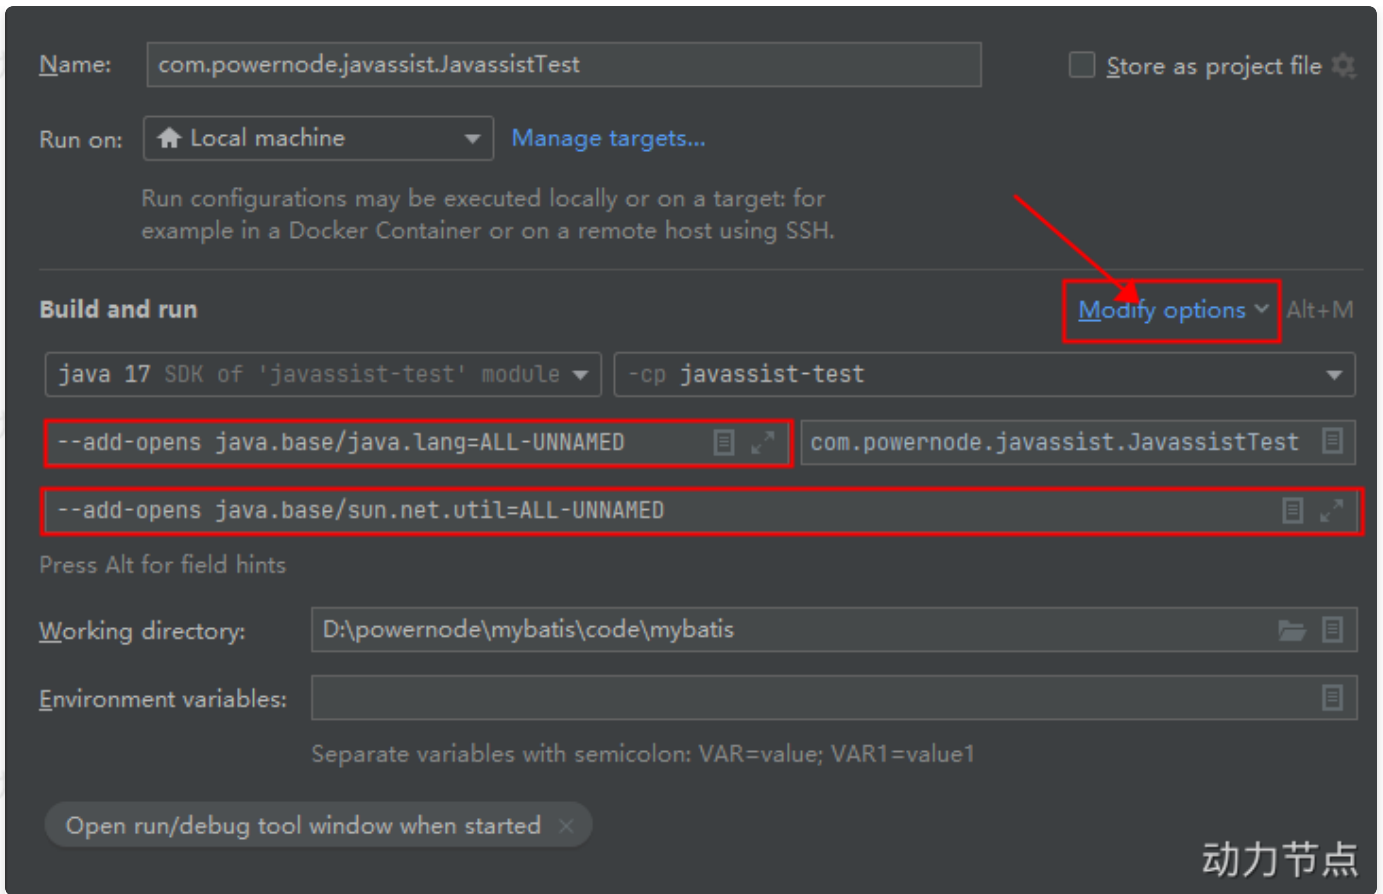 Name: com.powernode.javassist.JavassistTest Store as project file
Run on: Local machine Manage targets...
Run configurations may be executed locally or on a target: for
example in a Docker Container or on a remote host using SSH.
Build and run Modify options Alt+M
java 17 SDK of 'javassist-test' module -cp javassist-test
--add-opens java.base/java.lang=ALL-UNNAMED com.powernode.javassist.JavassistTest
--add-opens java.base/sun.net.util=ALL-UNNAMED
Press Alt for field hints
Working directory: D:\powernode\mybatis\code\mybatis
Environment variables:
Separate variables with semicolon: VAR=value; VAR1=value1
Open run/debug tool window when started ×
动力节点